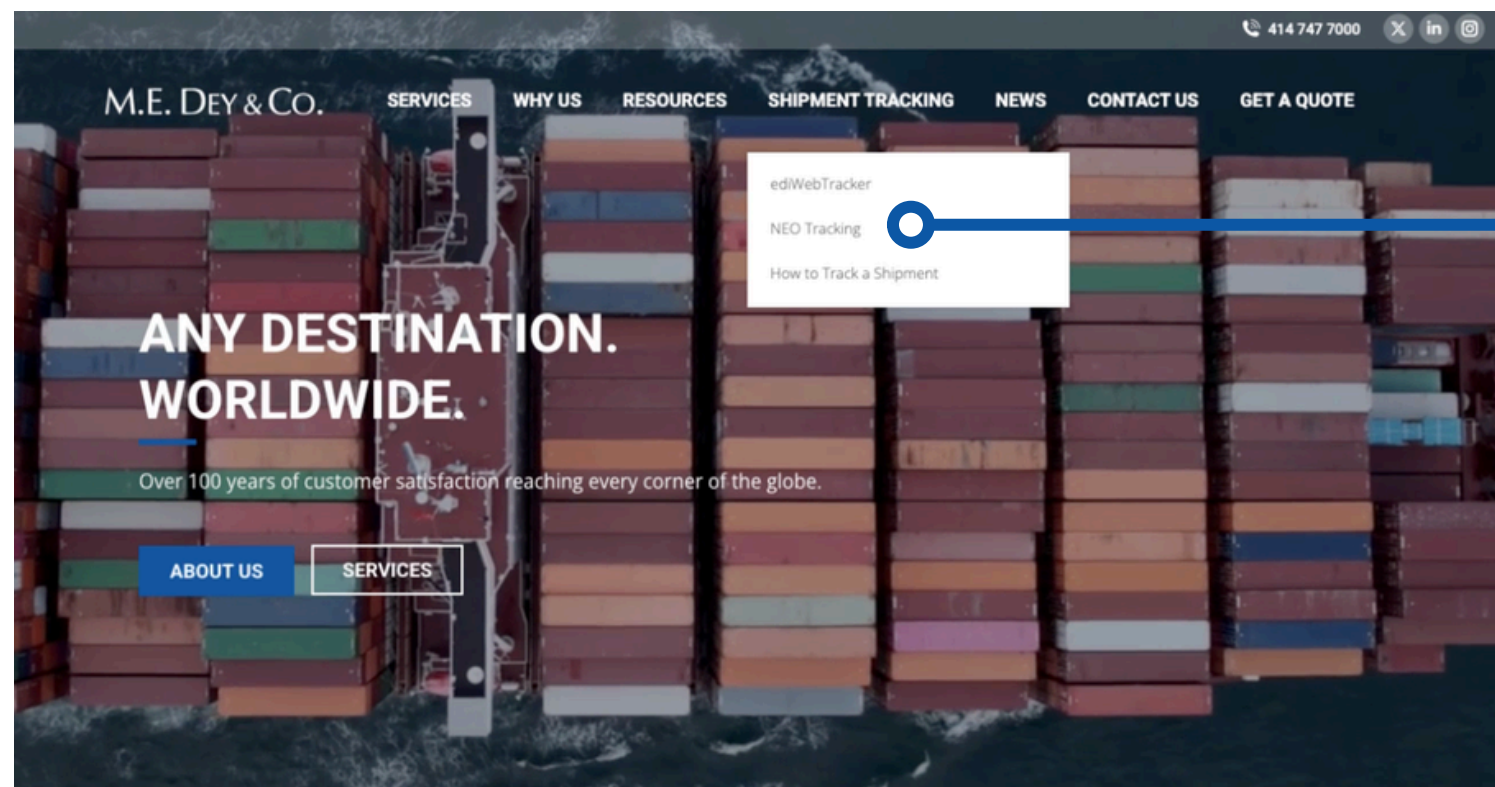 414 747 7000
M.E. DEY & CO.
SERVICES
WHY US
RESOURCES
SHIPMENT TRACKING
NEWS
CONTACT US
GET A QUOTE
ediWebTracker
NEO Tracking
How to Track a Shipment
ANY DESTINATION.
WORLDWIDE.
Over 100 years of customer satisfaction reaching every corner of the globe.
ABOUT US
SERVICES